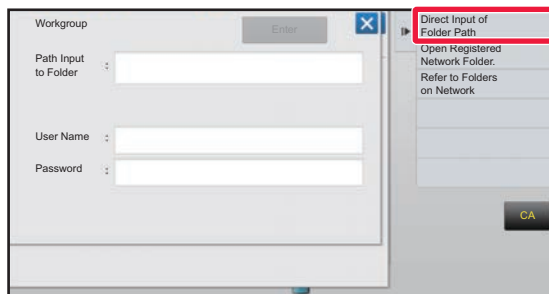 Workgroup
Enter
Path Input
to Folder :
User Name :
Password :
Direct Input of
Folder Path
Open Registered
Network Folder.
Refer to Folders
on Network
CA